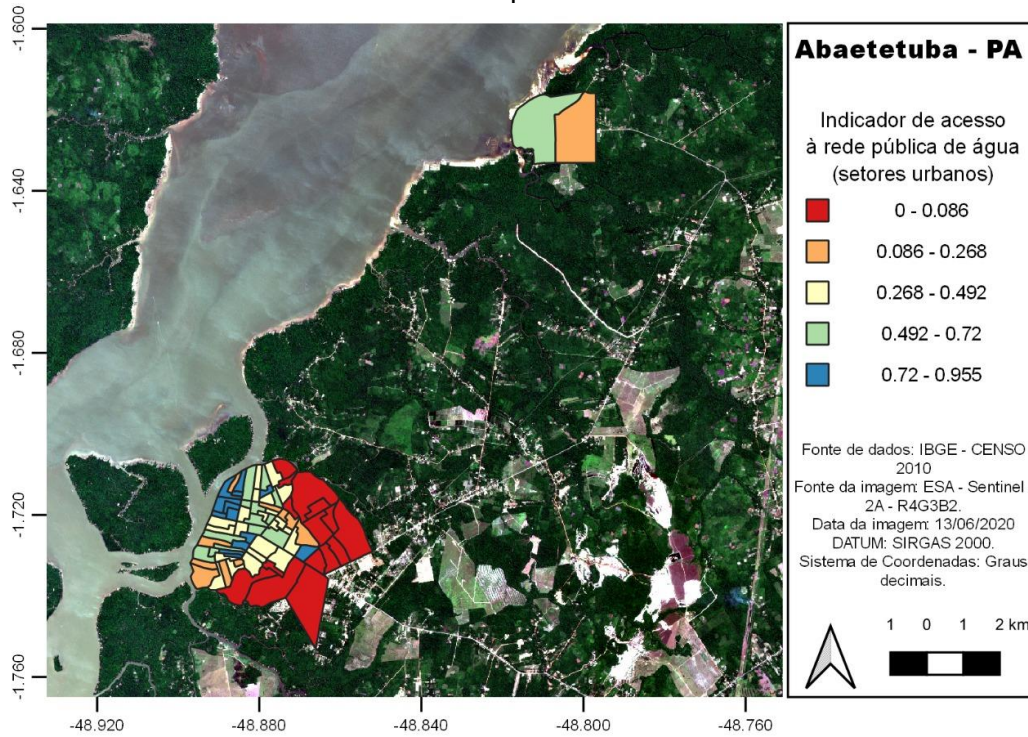 -1.600
-1.640
-1.680
-1.720
-1.760
-48.920
-48.880
-48.840
-48.800
-48.760
Abaetetuba - PA
Indicador de acesso
à rede pública de água
(setores urbanos)
0 - 0.086
0.086 - 0.268
0.268 - 0.492
0.492 - 0.72
0.72 - 0.955
Fonte de dados: IBGE - CENSO
2010
Fonte da imagem: ESA - Sentinel
2A - R4G3B2.
Data da imagem: 13/06/2020
DATUM: SIRGAS 2000.
Sistema de Coordenadas: Graus
decimais.
1 0 1 2 km